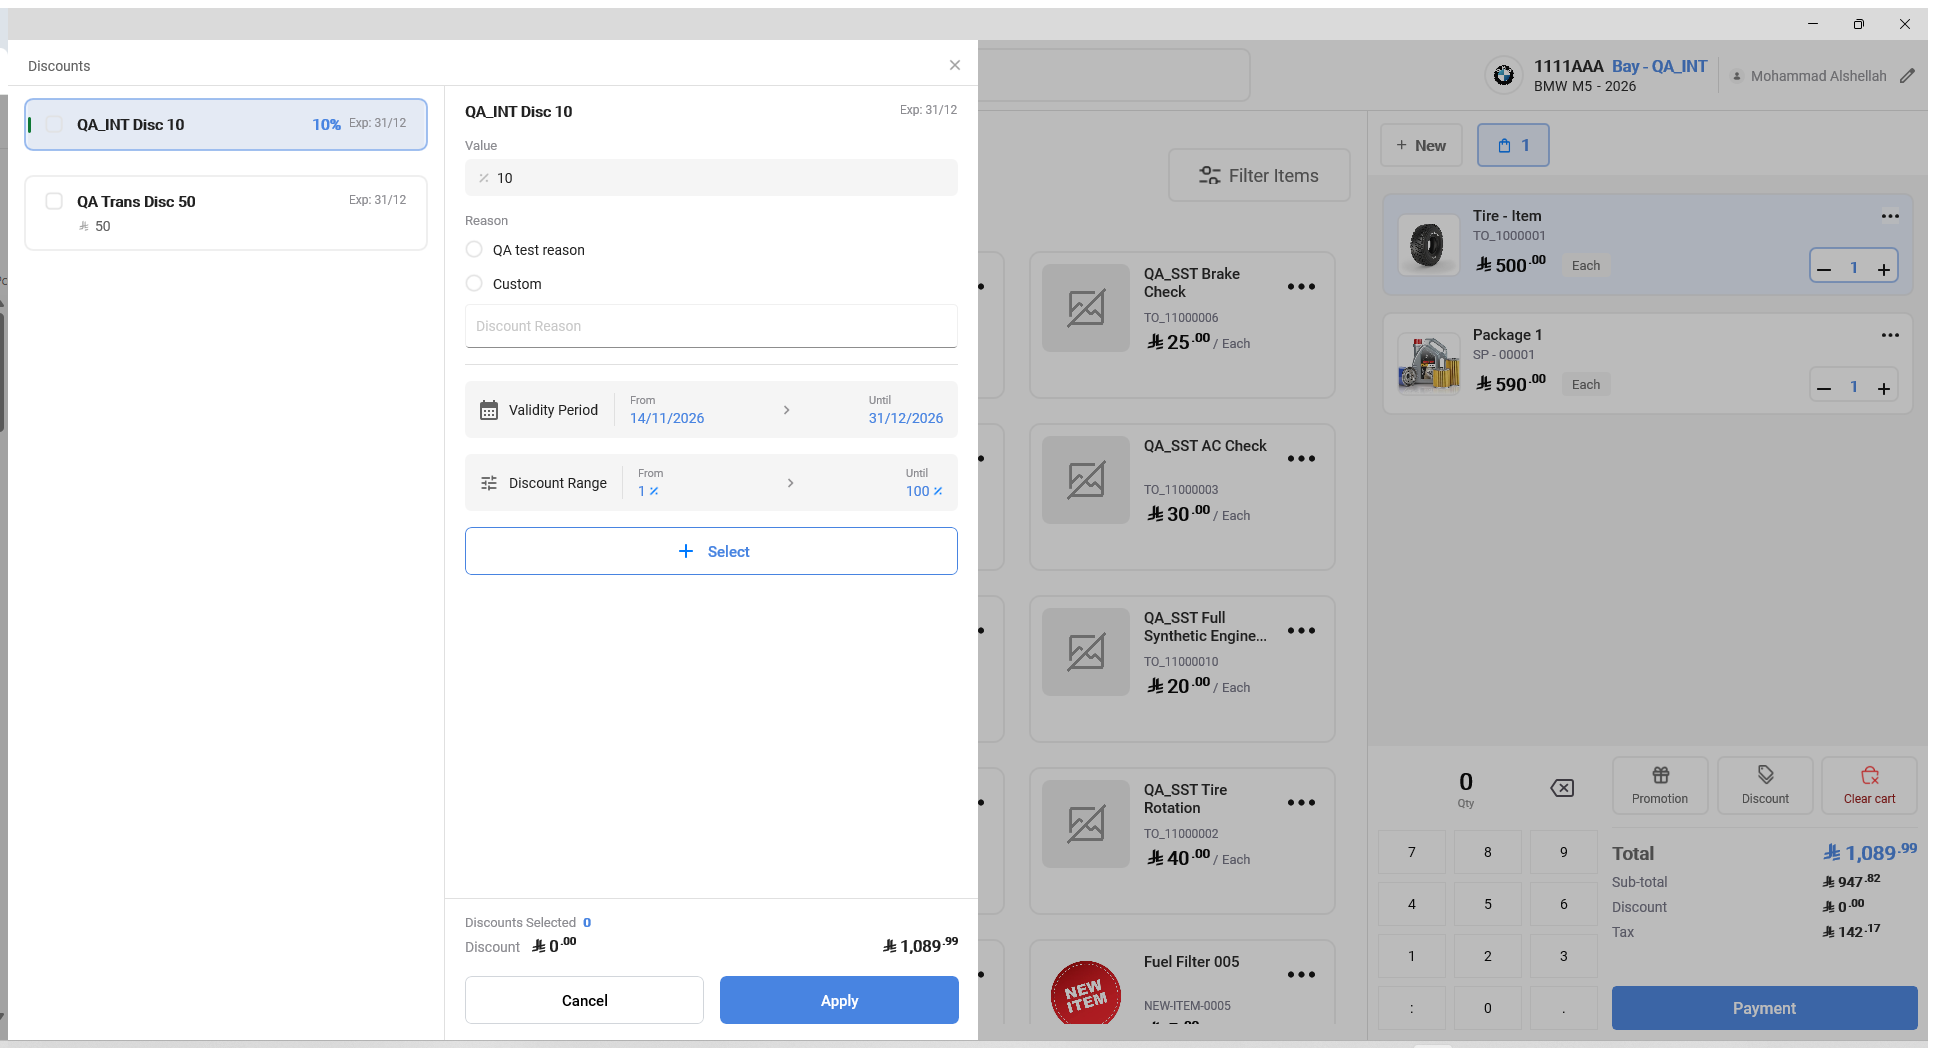 Discounts
QA_INT Disc 10
10% Exp: 31/12
QA Trans Disc 50
Exp: 31/12
50
QA_INT Disc 10
Exp: 31/12
Value
10
Reason
QA test reason
Custom
Discount Reason
Validity Period
From
14/11/2026
Until
31/12/2026
Discount Range
From
1 %
Until
100 %
+ Select
Discounts Selected 0
Discount 0.00
1,089.99
Cancel
Apply
Filter Items
QA_SST Brake
Check
TO_11000006
25.00 / Each
QA_SST AC Check
TO_11000003
30.00 / Each
QA_SST Full
Synthetic Engine...
TO_11000010
20.00 / Each
QA_SST Tire
Rotation
TO_11000002
40.00 / Each
NEW
ITEM
Fuel Filter 005
NEW-ITEM-0005
1111AAA Bay - QA_INT
BMW M5 - 2026
Mohammad Alshellah
+ New
1
Tire - Item
TO_1000001
500.00 Each
1
Package 1
SP - 00001
590.00 Each
1
0
Qty
Promotion
Discount
Clear cart
7 8 9
4 5 6
1 2 3
: 0 .
Total 1,089.99
Sub-total 947.82
Discount 0.00
Tax 142.17
Payment